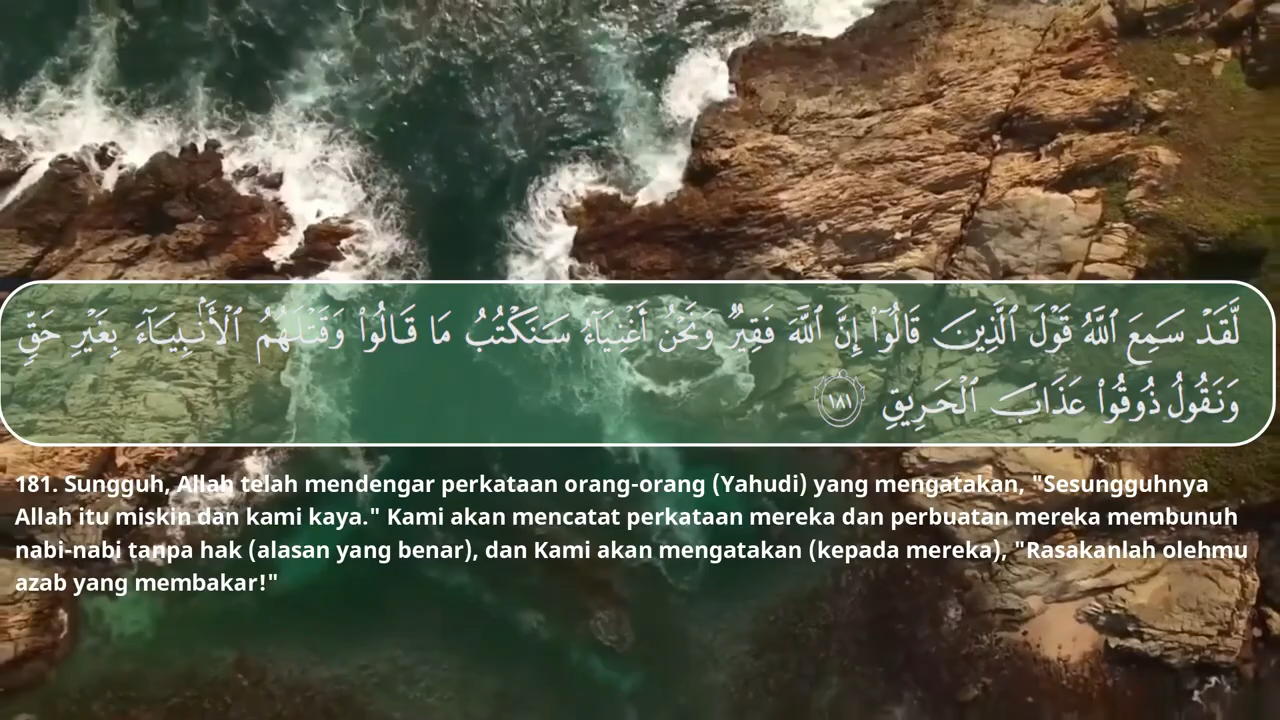 لَّقَدْ سَمِعَ ٱللَّهُ قَوْلَ ٱلَّذِينَ قَالُوٓا۟ إِنَّ ٱللَّهَ فَقِيرٌ وَنَحْنُ أَغْنِيَآءُ سَنَكْتُبُ مَا قَالُوا۟ وَقَتْلَهُمُ ٱلْأَنۢبِيَآءَ بِغَيْرِ حَقٍّ
وَنَقُولُ ذُوقُوا۟ عَذَابَ ٱلْحَرِيقِ ١٨١
181. Sungguh, Allah telah mendengar perkataan orang-orang (Yahudi) yang mengatakan, "Sesungguhnya
Allah itu miskin dan kami kaya." Kami akan mencatat perkataan mereka dan perbuatan mereka membunuh
nabi-nabi tanpa hak (alasan yang benar), dan Kami akan mengatakan (kepada mereka), "Rasakanlah olehmu
azab yang membakar!"